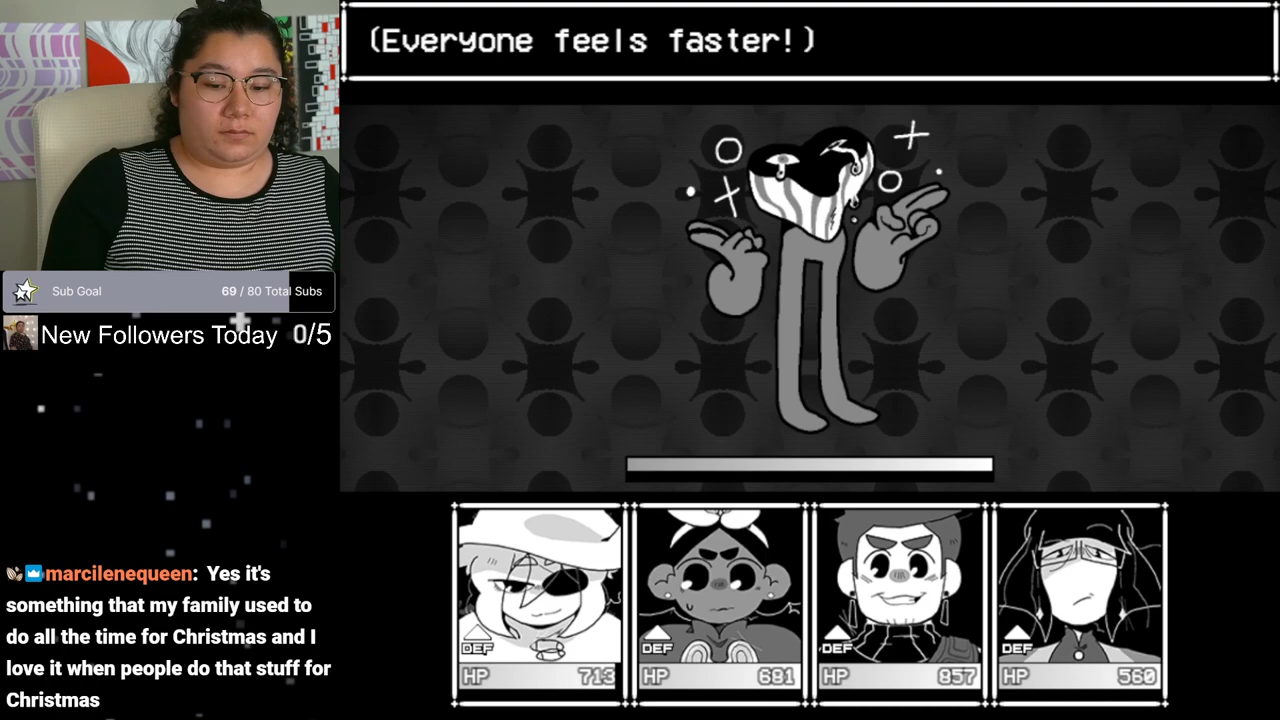 (Everyone feels faster!)
Sub Goal 69 / 80 Total Subs
New Followers Today 0/5
marcilenequeen: Yes it's
something that my family used to
do all the time for Christmas and I
love it when people do that stuff for
Christmas
DEF DEF DEF DEF
HP 713 HP 691 HP 857 HP 560